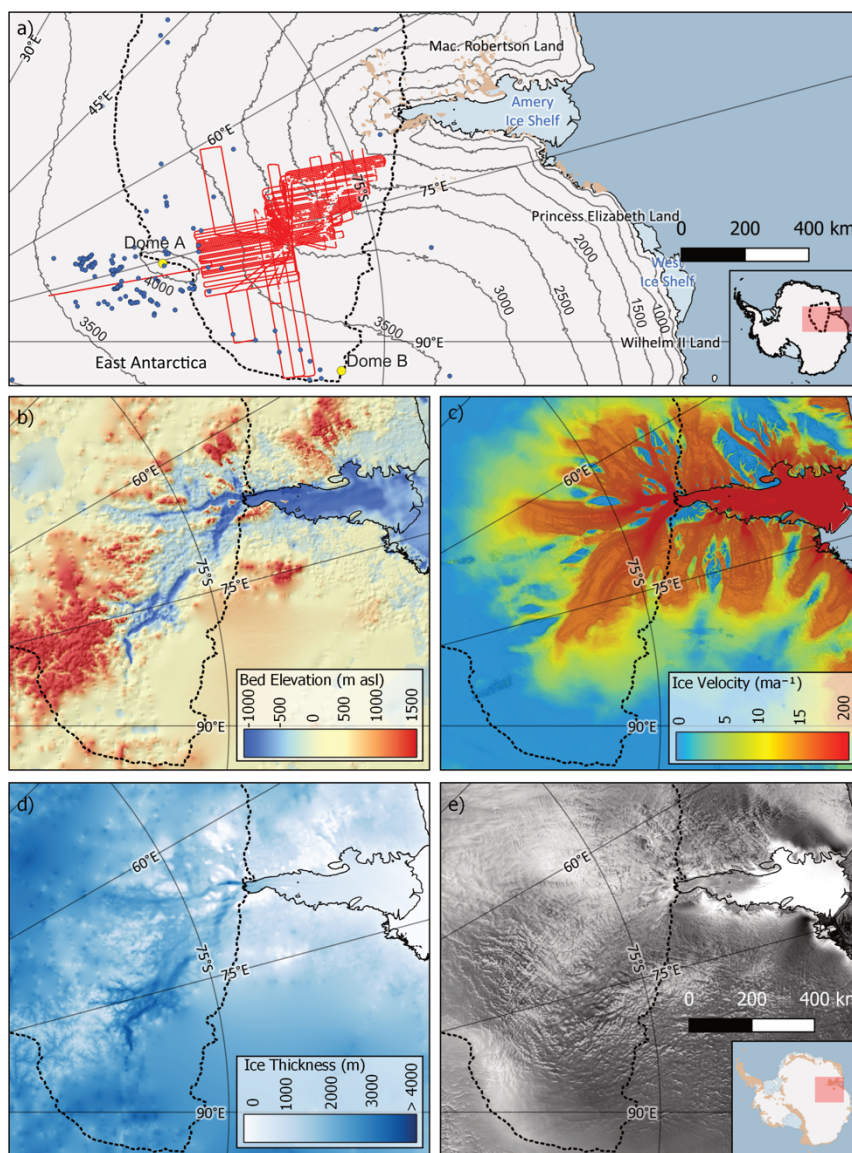 a)
30°E
45°E
60°E
Mac. Robertson Land
Amery
Ice Shelf
75°S
75°E
Princess Elizabeth Land
0 200 400 km
Dome A
4000
3500
2000
West
Ice Shelf
3000
2500
1500
1000
3500
90°E
Wilhelm II Land
East Antarctica
Dome B
b)
60°E
75°S
75°E
Bed Elevation (m asl)
-1000
-500
0
500
1000
1500
90°E
c)
60°E
75°S
75°E
Ice Velocity (ma⁻¹)
0
5
10
15
200
90°E
d)
60°E
75°S
75°E
Ice Thickness (m)
0
1000
2000
3000
> 4000
90°E
e)
60°E
75°S
75°E
0 200 400 km
90°E